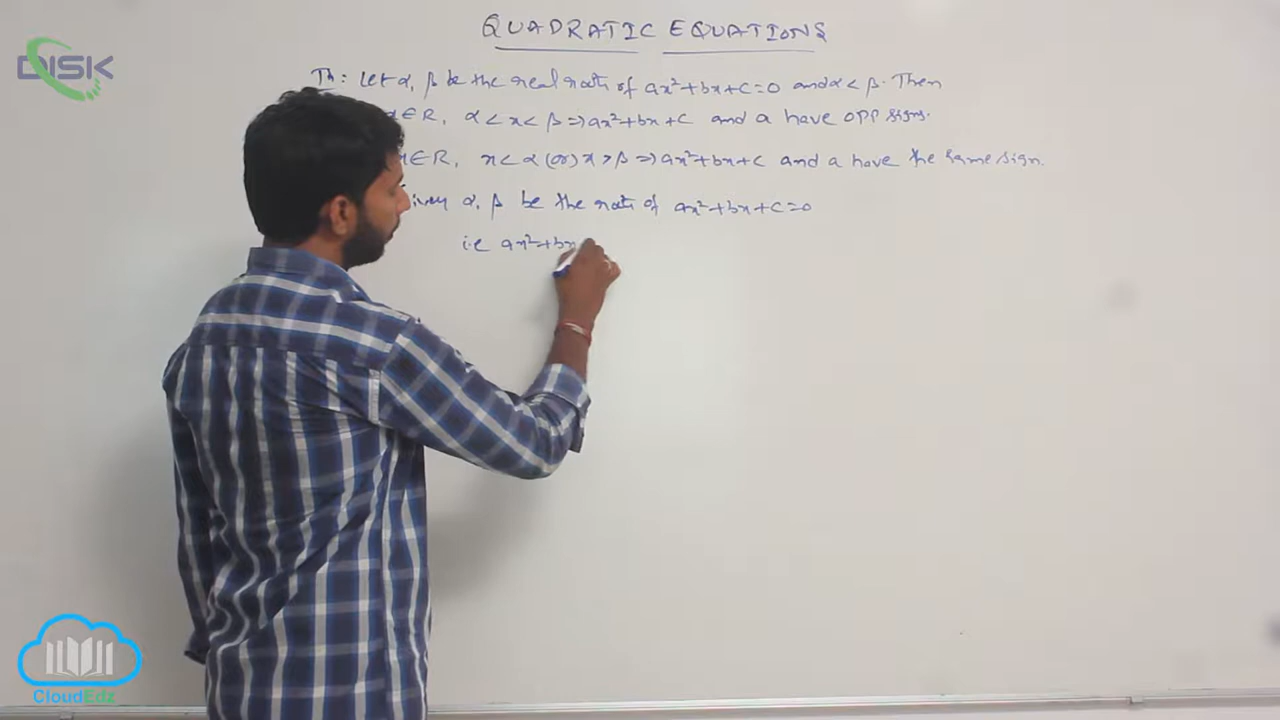 QUADRATIC EQUATIONS
DISK
Th: Let α, β be the real roots of ax²+bx+c=0 and α < β. Then
∈R, α < x < β ⇒ ax²+bx+c and a have opp signs.
∈R, x < α (or) x > β ⇒ ax²+bx+c and a have the same sign.
α, β be the roots of ax²+bx+c=0
i.e ax²+bx
CloudEdz